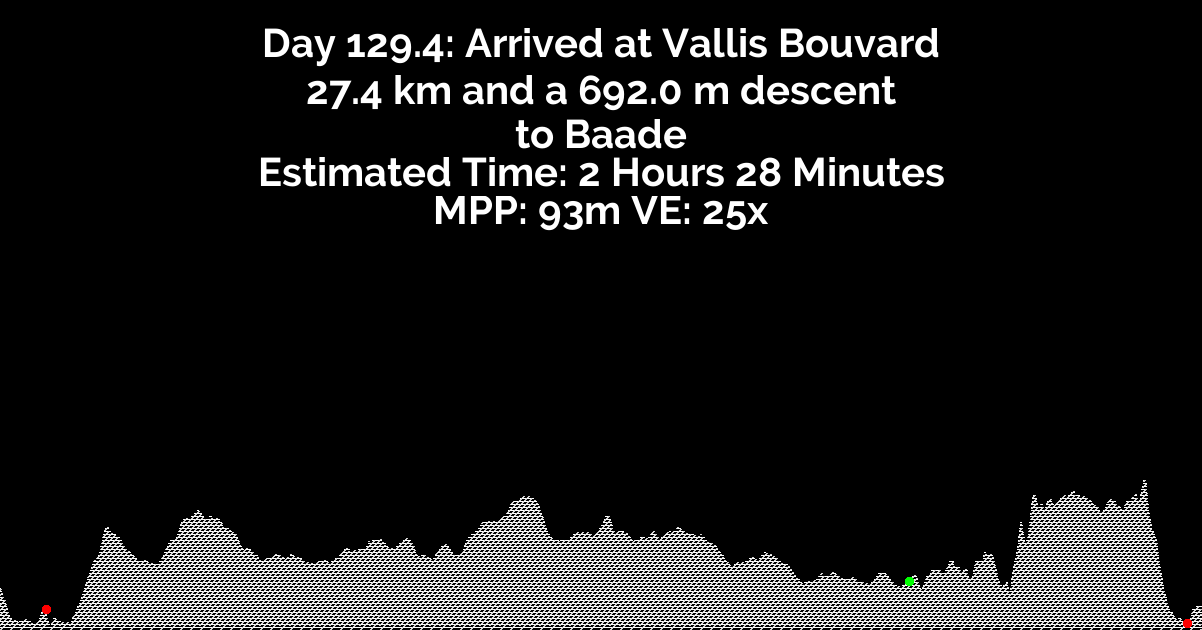 Day 129.4: Arrived at Vallis Bouvard
27.4 km and a 692.0 m descent
to Baade
Estimated Time: 2 Hours 28 Minutes
MPP: 93m VE: 25x